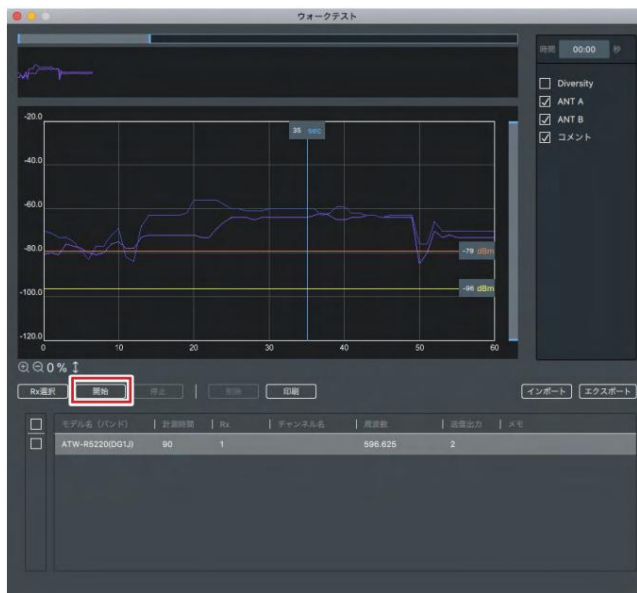 ウォークテスト
時間 00:00 秒
Diversity
ANT A
ANT B
コメント
35 sec
-20.0
-40.0
-60.0
-80.0
-100.0
-120.0
-79 dBm
-96 dBm
0 10 20 30 40 50 60
0 %
Rx選択 開始 停止 削除 印刷 インポート エクスポート
モデル名（バンド） 計測時間 Rx チャンネル名 周波数 送信出力 メモ
ATW-R5220(DG1J) 90 1 596.625 2